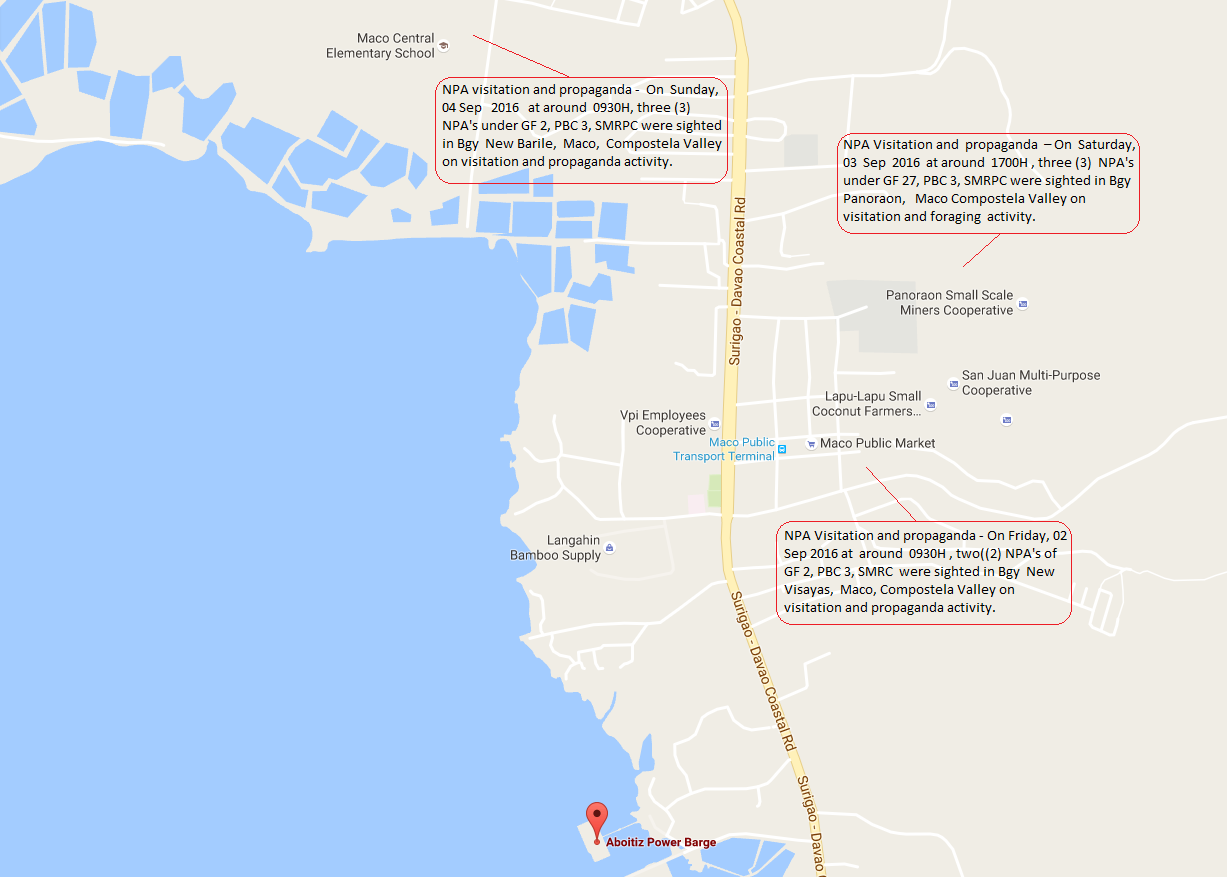 Maco Central
Elementary School
NPA visitation and propaganda - On Sunday,
04 Sep 2016 at around 0930H, three (3)
NPA's under GF 2, PBC 3, SMRPC were sighted
in Bgy New Barile, Maco, Compostela Valley
on visitation and propaganda activity.
NPA Visitation and propaganda – On Saturday,
03 Sep 2016 at around 1700H , three (3) NPA's
under GF 27, PBC 3, SMRPC were sighted in Bgy
Panoraon, Maco Compostela Valley on
visitation and foraging activity.
Surigao - Davao Coastal Rd
Panoraon Small Scale
Miners Cooperative
San Juan Multi-Purpose
Cooperative
Lapu-Lapu Small
Coconut Farmers...
Vpi Employees
Cooperative
Maco Public
Transport Terminal
Maco Public Market
Langahin
Bamboo Supply
NPA Visitation and propaganda - On Friday, 02
Sep 2016 at around 0930H , two((2) NPA's of
GF 2, PBC 3, SMRC were sighted in Bgy New
Visayas, Maco, Compostela Valley on
visitation and propaganda activity.
Surigao - Davao Coastal Rd
Surigao - Davao C
Aboitiz Power Barge